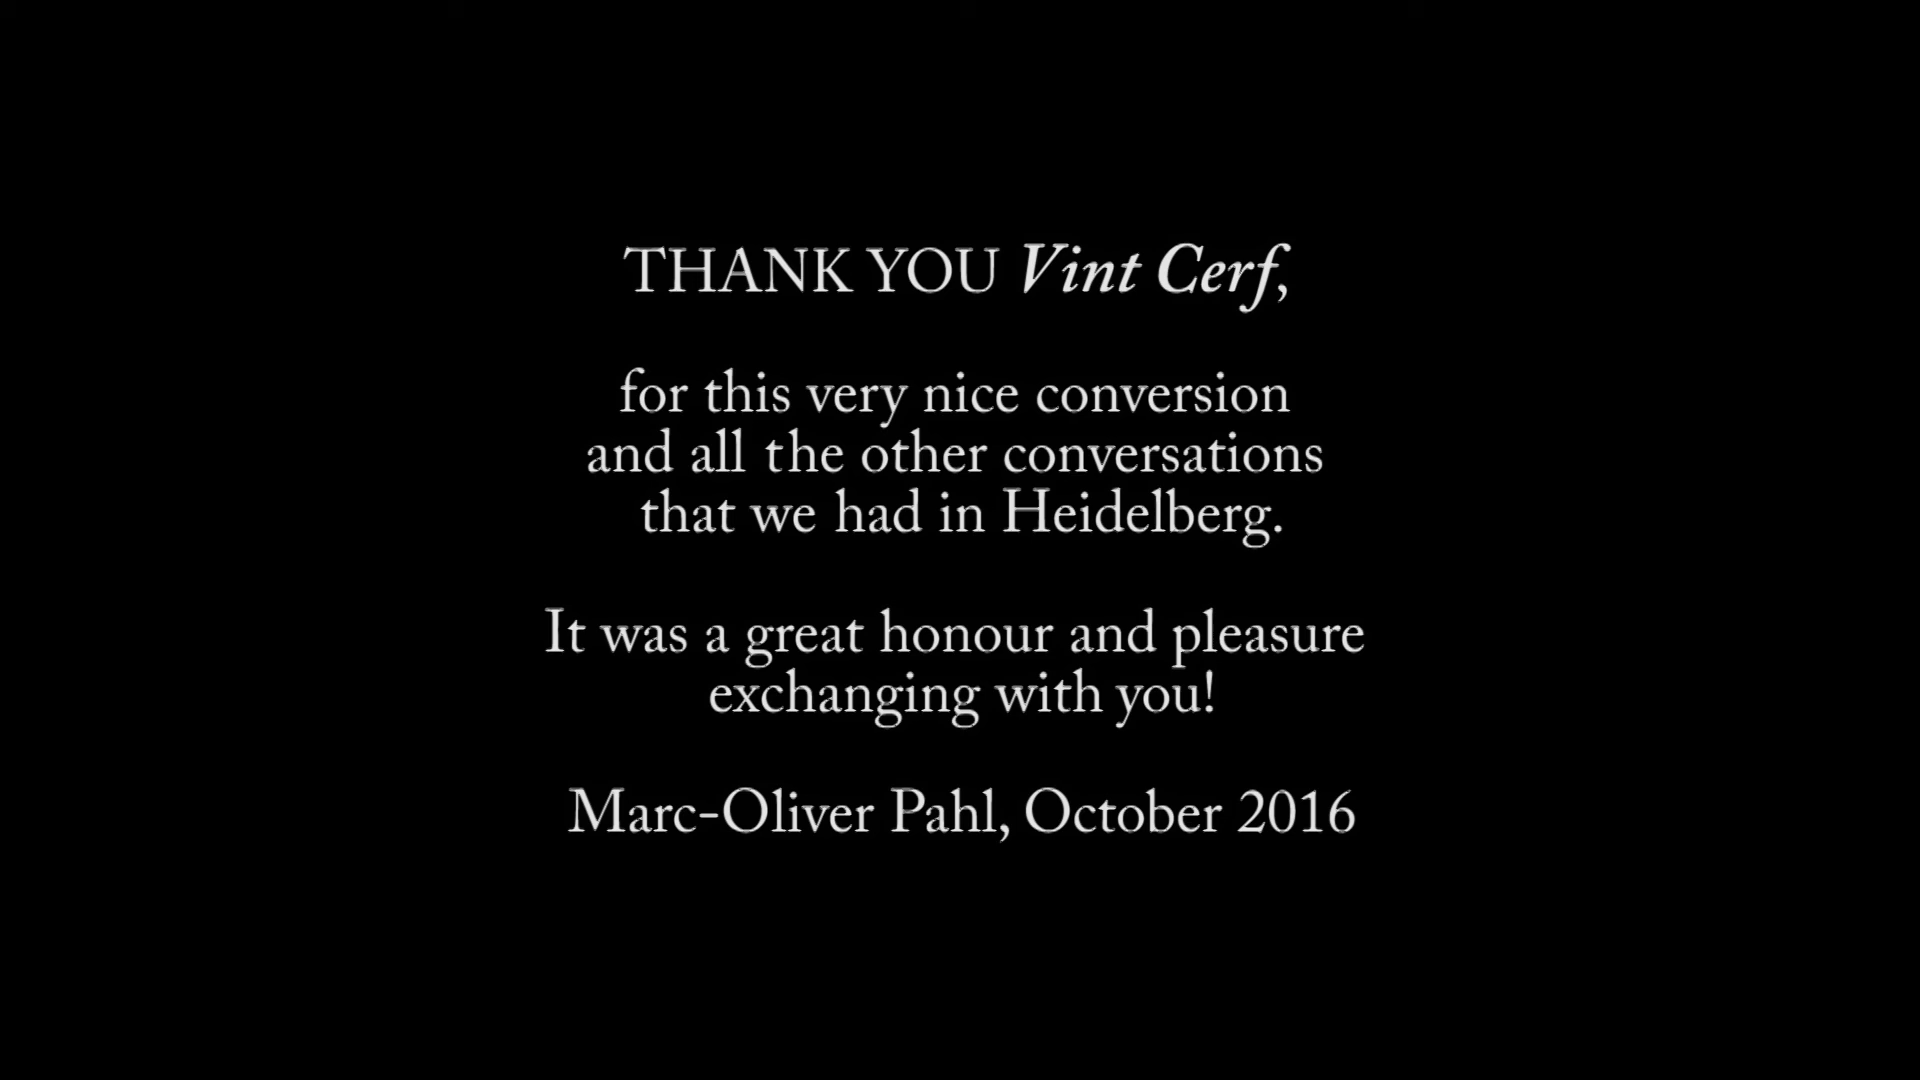 THANK YOU Vint Cerf,
for this very nice conversion
and all the other conversations
that we had in Heidelberg.
It was a great honour and pleasure
exchanging with you!
Marc-Oliver Pahl, October 2016